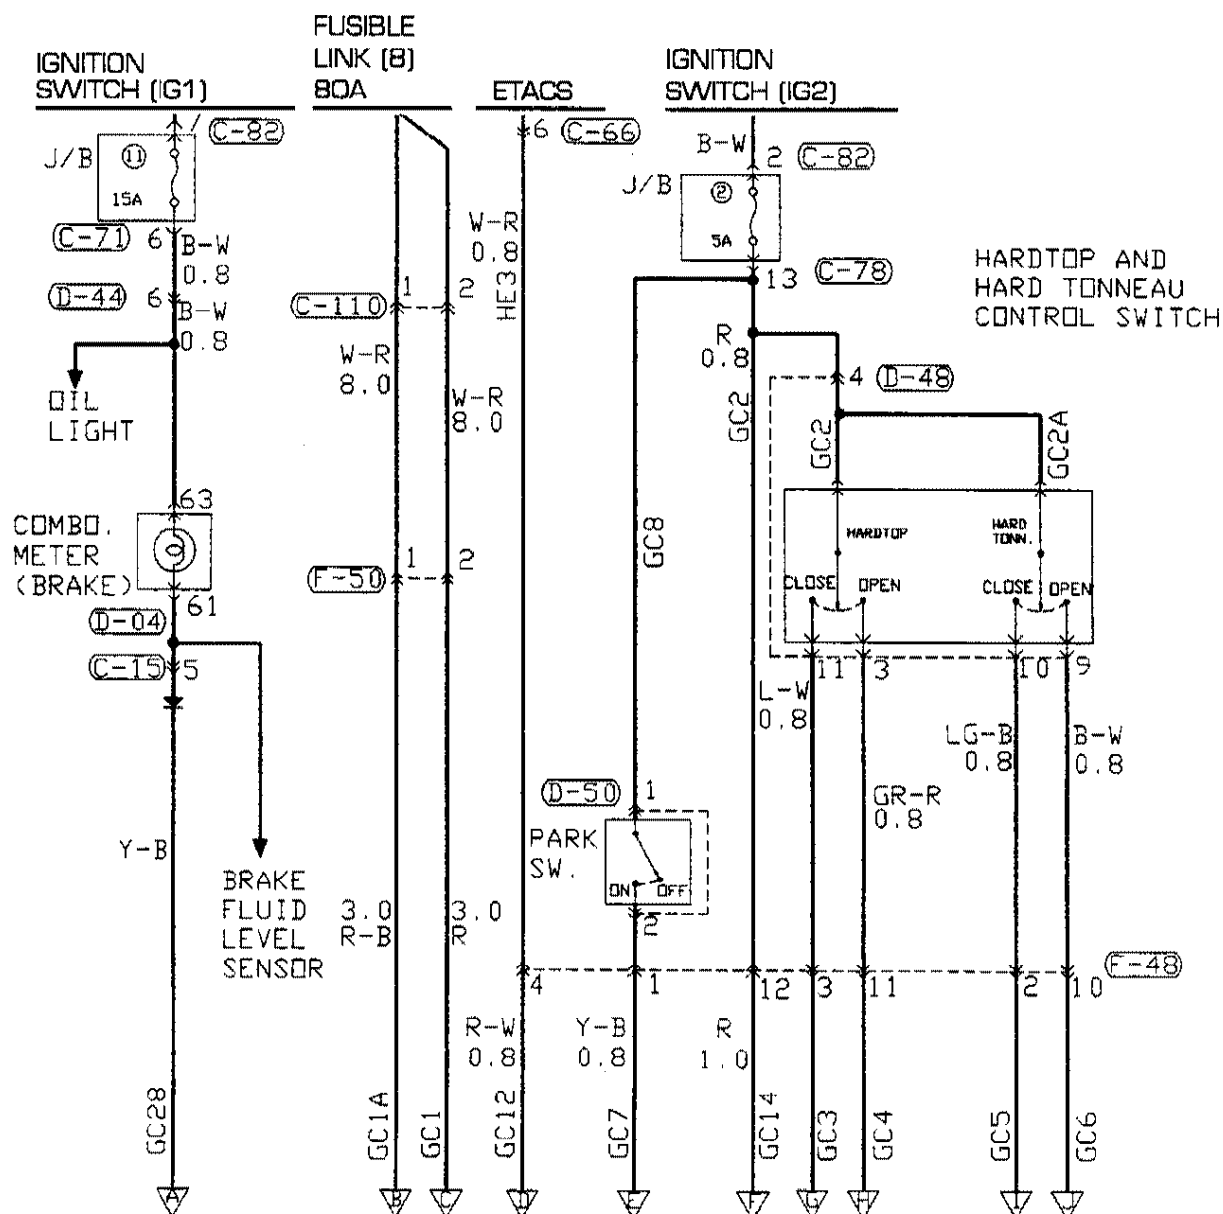 FUSIBLE
LINK (8)
80A
IGNITION
SWITCH (IG1)
ETACS
IGNITION
SWITCH (IG2)
C-82
6
C-66
B-W
2
C-82
J/B
11
15A
J/B
2
5A
C-71
6
B-W
0.8
W-R
0.8
HE3
13
C-78
HARDTOP AND
HARD TONNEAU
CONTROL SWITCH
D-44
6
B-W
0.8
C-110
1
2
W-R
8.0
W-R
8.0
R
0.8
GC2
4
D-48
GC2
GC2A
OIL
LIGHT
63
COMBO.
METER
(BRAKE)
61
D-04
C-15
5
F-50
1
2
GC8
HARDTOP
HARD
TONN.
CLOSE
OPEN
CLOSE
OPEN
11
3
10
9
L-W
0.8
GR-R
0.8
LG-B
0.8
B-W
0.8
D-50
1
PARK
SW.
ON
OFF
2
Y-B
BRAKE
FLUID
LEVEL
SENSOR
3.0
R-B
3.0
R
4
1
12
3
11
2
10
F-48
R-W
0.8
Y-B
0.8
R
1.0
GC28
GC1A
GC1
GC12
GC7
GC14
GC3
GC4
GC5
GC6
A
B
C
D
E
F
G
H
I
J